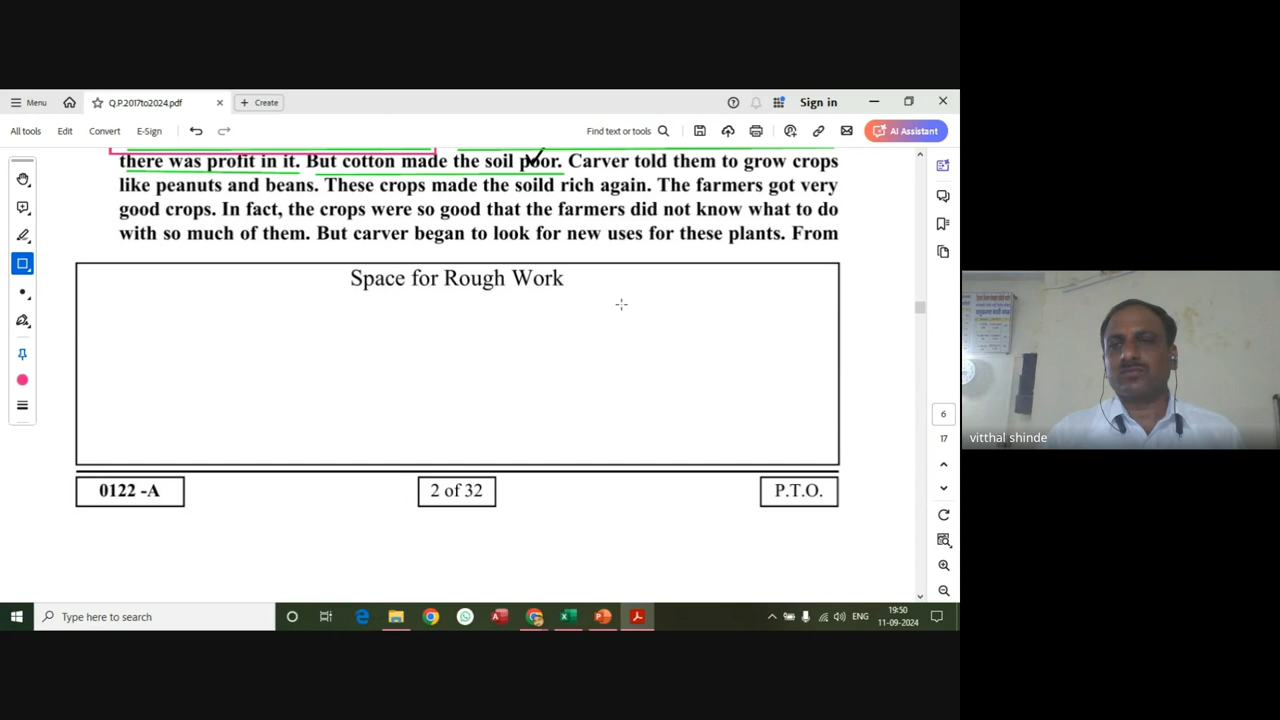 Menu
Q.P.2017to2024.pdf
Create
Sign in
All tools Edit Convert E-Sign
Find text or tools
AI Assistant
there was profit in it. But cotton made the soil poor. Carver told them to grow crops
like peanuts and beans. These crops made the soild rich again. The farmers got very
good crops. In fact, the crops were so good that the farmers did not know what to do
with so much of them. But carver began to look for new uses for these plants. From
Space for Rough Work
0122 -A
2 of 32
P.T.O.
6
17
vitthal shinde
Type here to search
ENG
19:50
11-09-2024